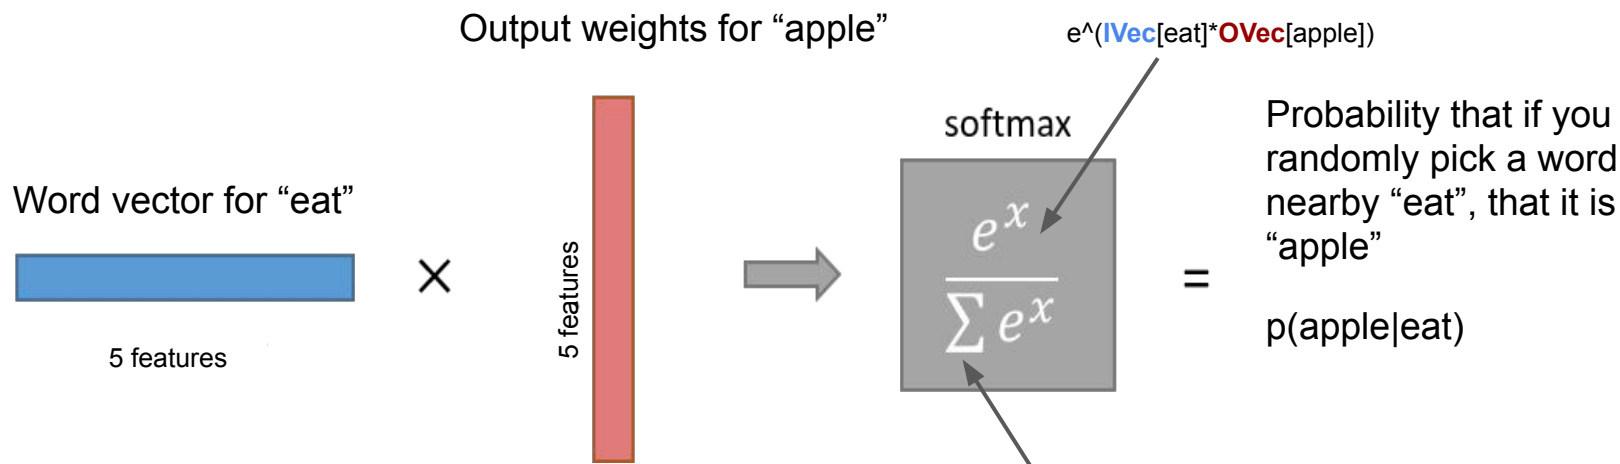 Output weights for “apple”
e^(IVec[eat]*OVec[apple])
softmax
Probability that if you
randomly pick a word
nearby “eat”, that it is
“apple”
Word vector for “eat”
×
5 features
e^x
∑ e^x
=
p(apple|eat)
5 features